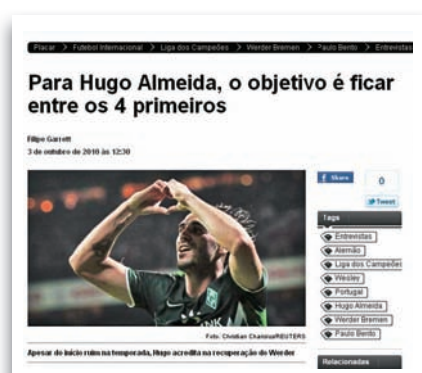 Placar > Futebol Internacional > Liga dos Campeões > Werder Bremen > Paulo Bento > Entrevistas
Para Hugo Almeida, o objetivo é ficar
entre os 4 primeiros
Filipe Garrett
3 de outubro de 2010 às 12:30
Share
0
Tweet
Tags
Entrevistas
Alemão
Liga dos Campeões
Wesley
Portugal
Hugo Almeida
Werder Bremen
Paulo Bento
Foto: Christian Charisius/REUTERS
Apesar do início ruim na temporada, Hugo acredita na recuperação do Werder
Relacionadas